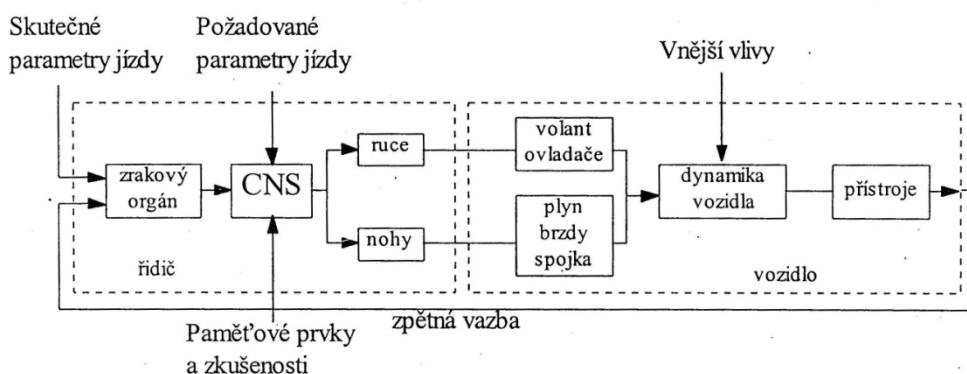 Skutečné
parametry jízdy
Požadované
parametry jízdy
Vnější vlivy
zrakový
orgán
CNS
ruce
nohy
volant
ovladače
plyn
brzdy
spojka
dynamika
vozidla
přístroje
řidič
vozidlo
zpětná vazba
Paměťové prvky
a zkušenosti